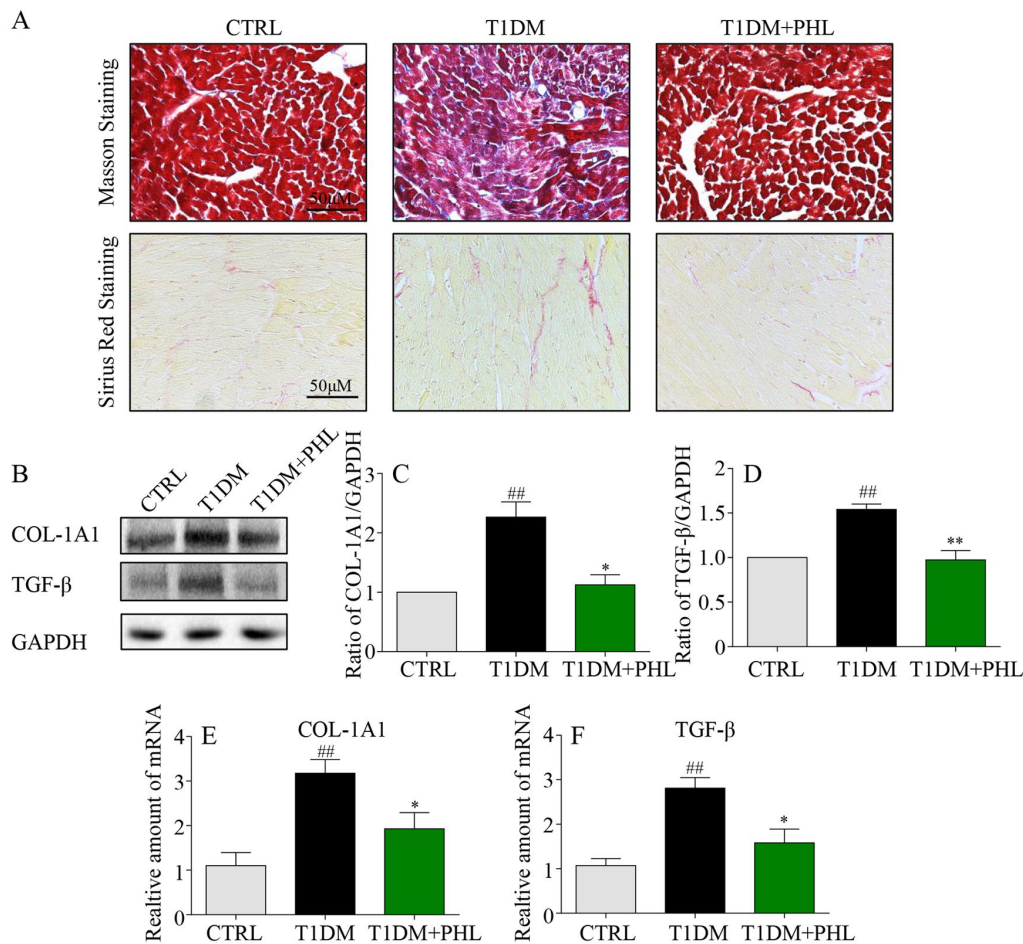 A
CTRL
T1DM
T1DM+PHL
Masson Staining
50µM
Sirius Red Staining
50µM
B
CTRL
T1DM
T1DM+PHL
COL-1A1
TGF-β
GAPDH
C
Ratio of COL-1A1/GAPDH
3
2
1
0
##
*
CTRL
T1DM
T1DM+PHL
D
Ratio of TGF-β/GAPDH
2.0
1.5
1.0
0.5
0.0
##
**
CTRL
T1DM
T1DM+PHL
E
COL-1A1
Realtive amount of mRNA
4
3
2
1
0
##
*
CTRL
T1DM
T1DM+PHL
F
TGF-β
Realtive amount of mRNA
4
3
2
1
0
##
*
CTRL
T1DM
T1DM+PHL